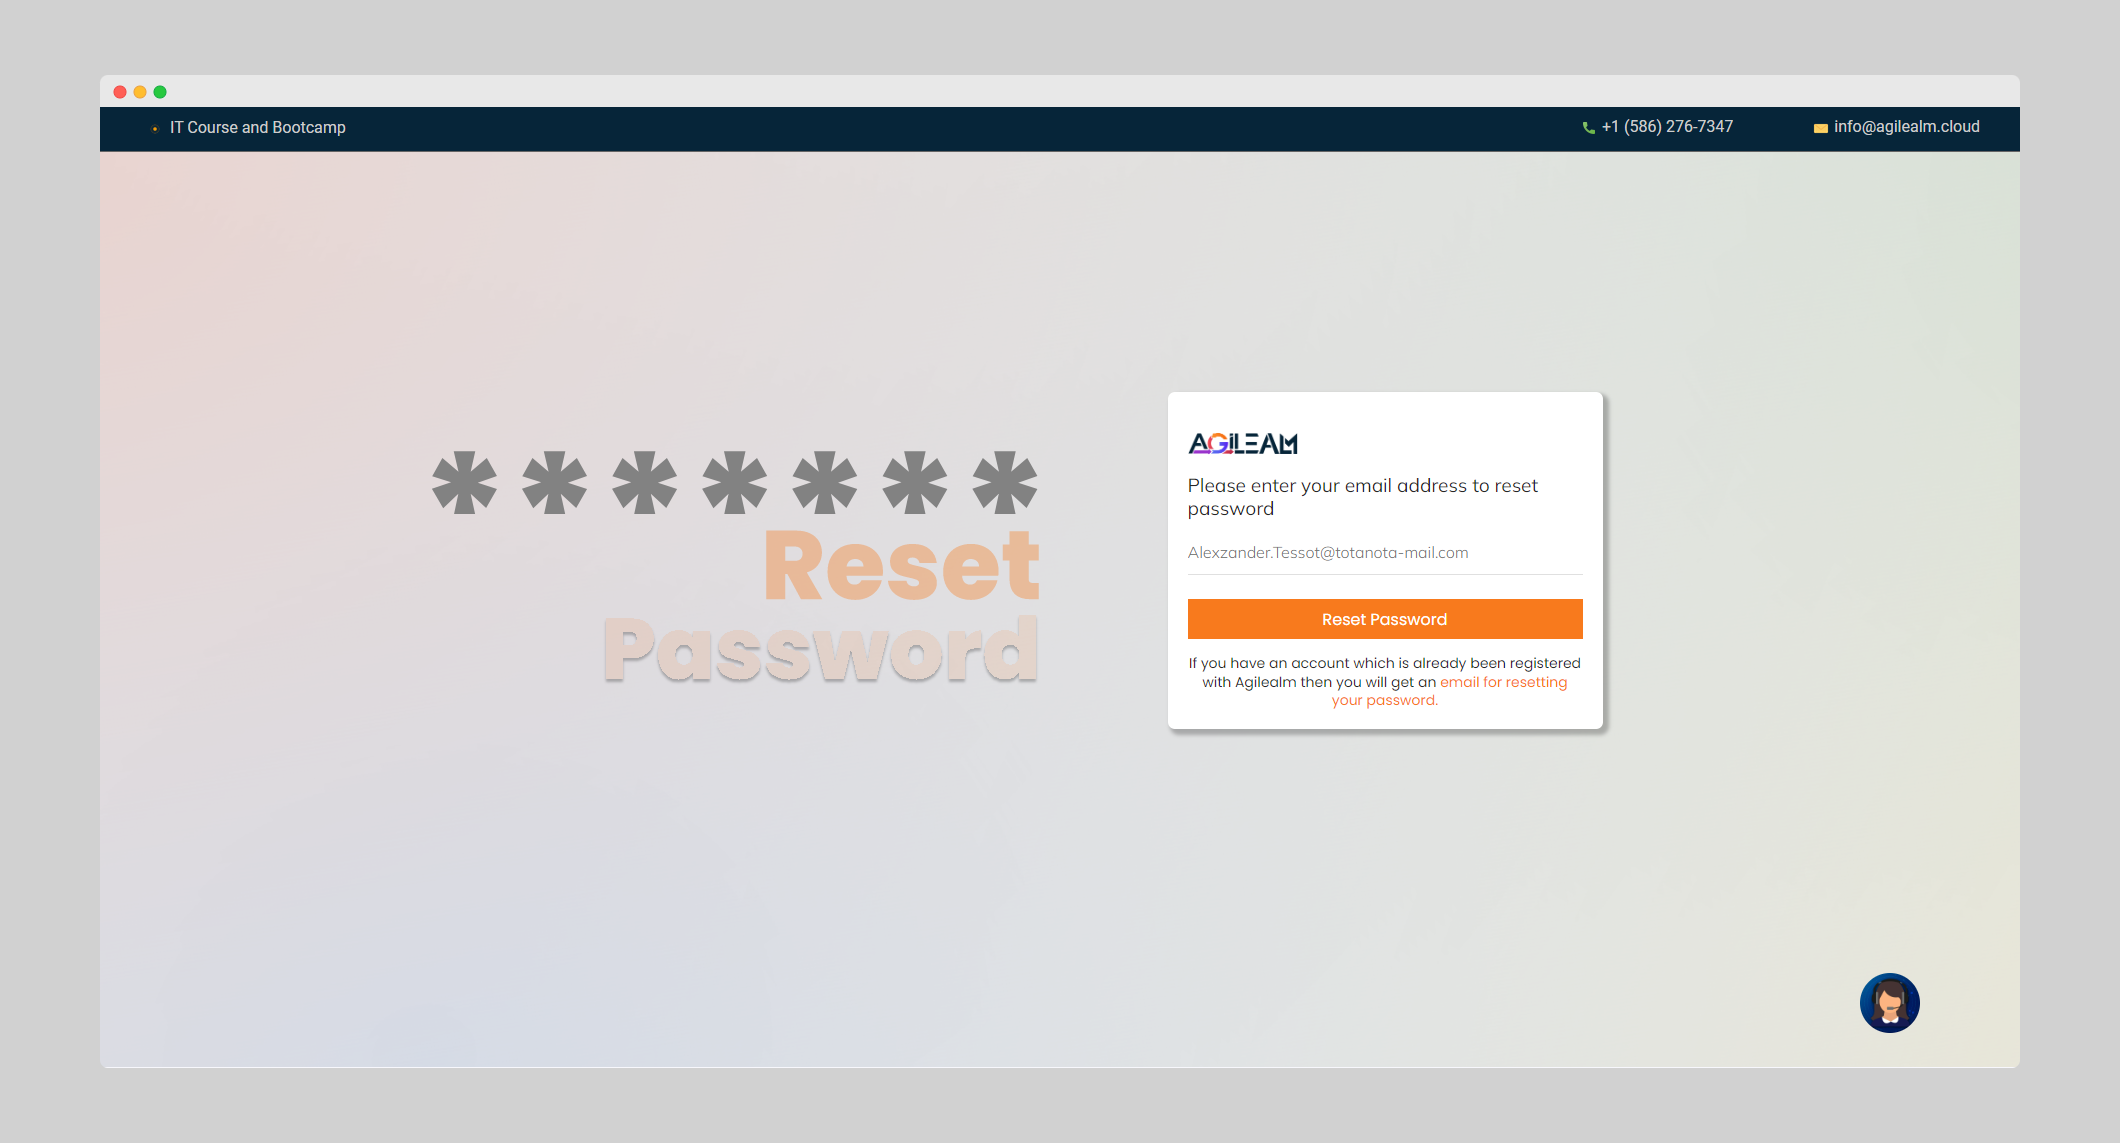 IT Course and Bootcamp
+1 (586) 276-7347
info@agilealm.cloud
*******
Reset
Password
AGiLEALM
Please enter your email address to reset
password
Alexzander.Tessot@totanota-mail.com
Reset Password
If you have an account which is already been registered
with Agilealm then you will get an email for resetting
your password.